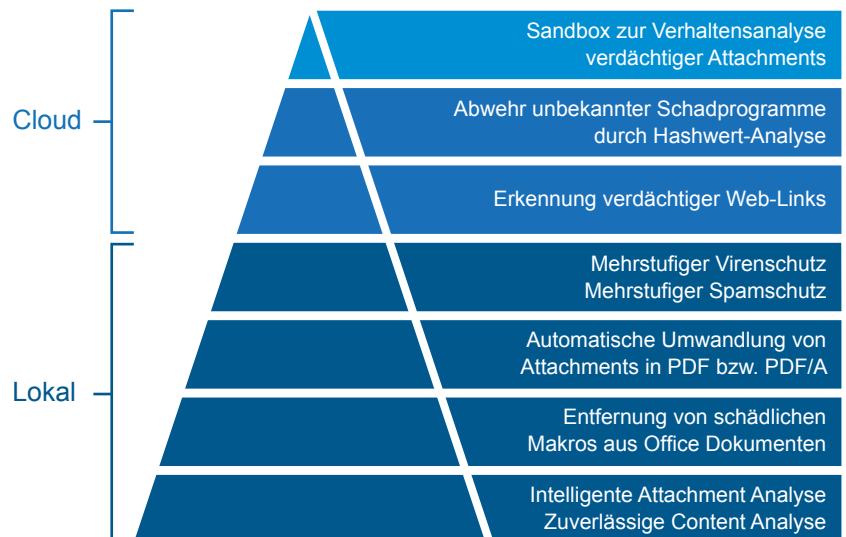 Cloud
Sandbox zur Verhaltensanalyse
verdächtiger Attachments
Abwehr unbekannter Schadprogramme
durch Hashwert-Analyse
Erkennung verdächtiger Web-Links
Lokal
Mehrstufiger Virenschutz
Mehrstufiger Spamschutz
Automatische Umwandlung von
Attachments in PDF bzw. PDF/A
Entfernung von schädlichen
Makros aus Office Dokumenten
Intelligente Attachment Analyse
Zuverlässige Content Analyse